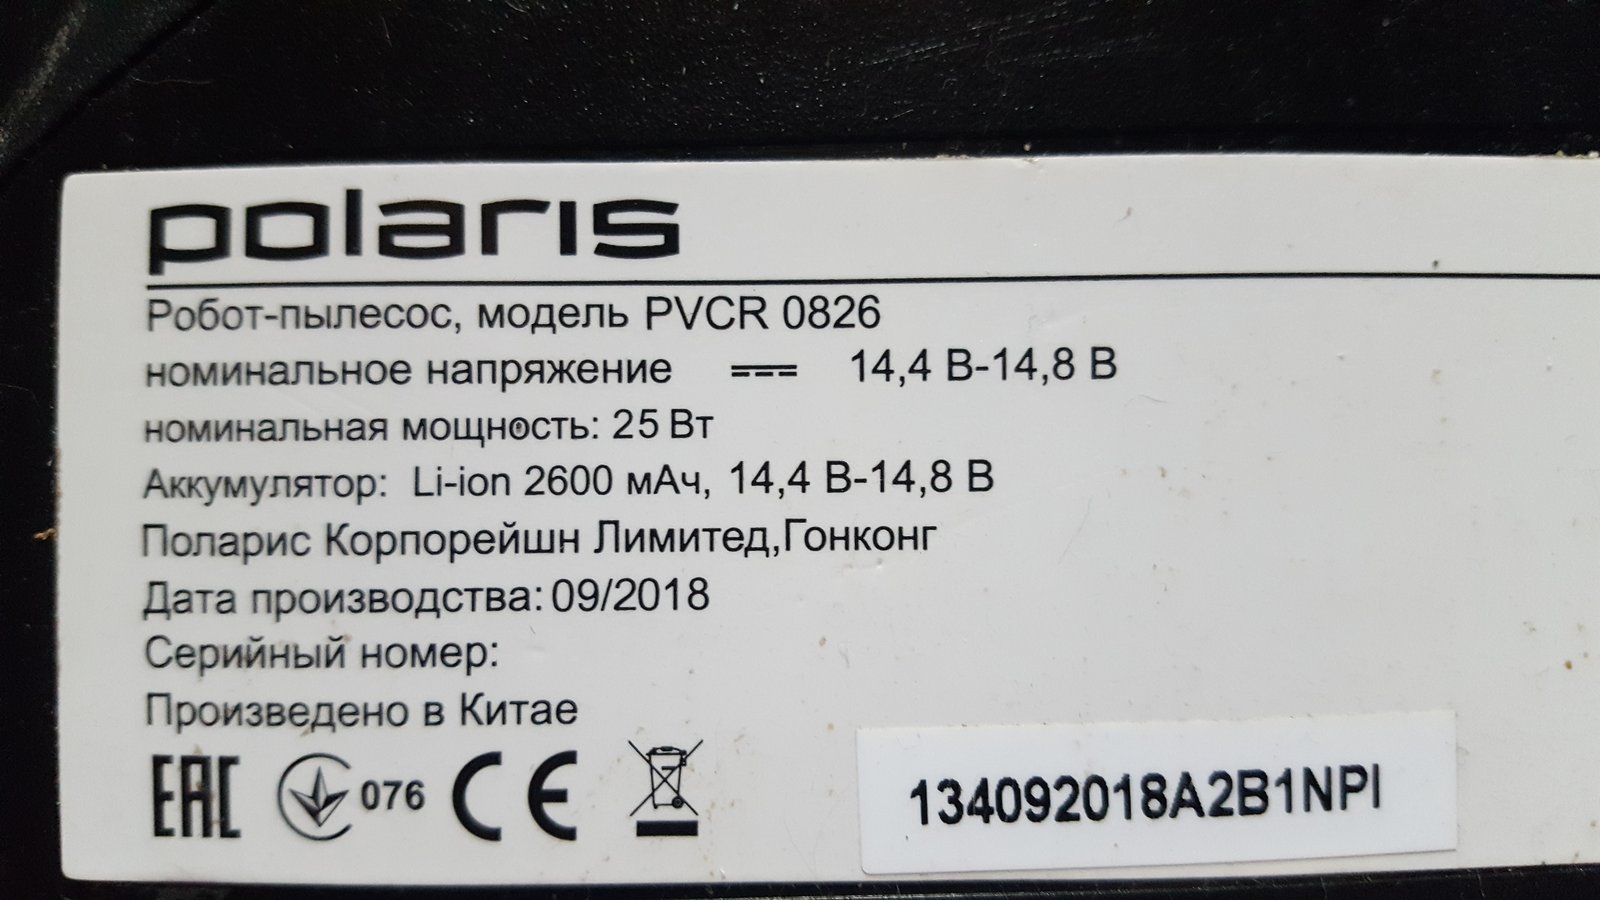 polaris
Робот-пылесос, модель PVCR 0826
номинальное напряжение 14,4 В-14,8 В
номинальная мощность: 25 Вт
Аккумулятор: Li-ion 2600 мАч, 14,4 В-14,8 В
Поларис Корпорейшн Лимитед,Гонконг
Дата производства: 09/2018
Серийный номер:
Произведено в Китае
EAC 076 CE
134092018A2B1NPI